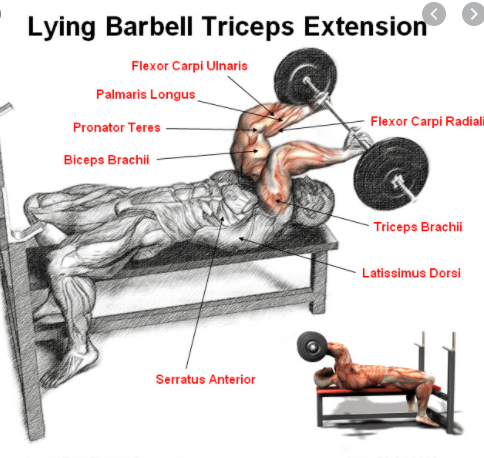 Lying Barbell Triceps Extension
Flexor Carpi Ulnaris
Palmaris Longus
Flexor Carpi Radiali
Pronator Teres
Biceps Brachii
Triceps Brachii
Latissimus Dorsi
Serratus Anterior